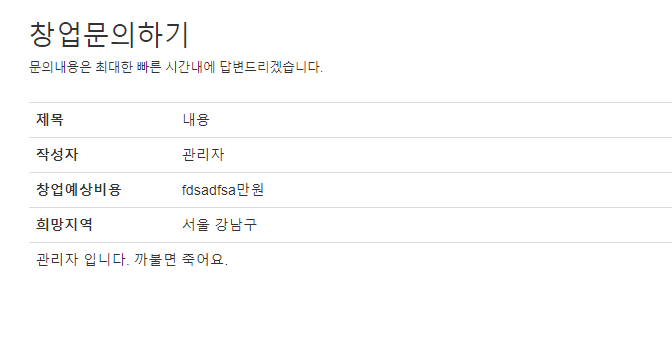 창업문의하기
문의내용은 최대한 빠른 시간내에 답변드리겠습니다.
제목 내용
작성자 관리자
창업예상비용 fdsadfsa만원
희망지역 서울 강남구
관리자 입니다. 까불면 죽어요.